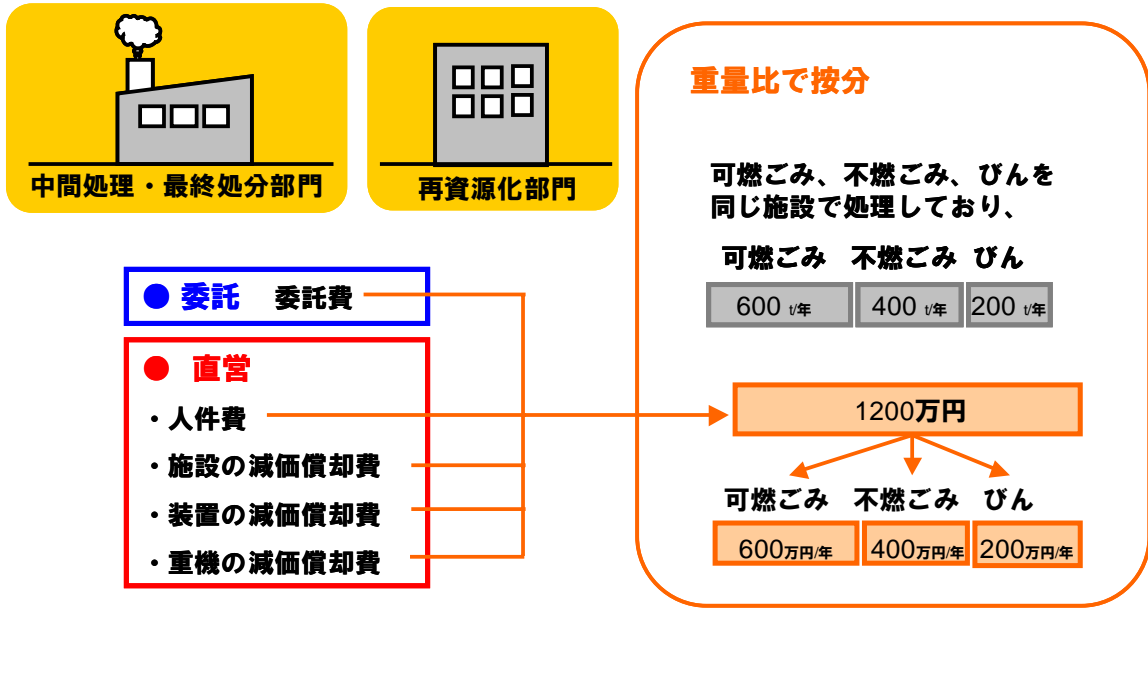 中間処理・最終処分部門
再資源化部門
● 委託 委託費
● 直営
・人件費
・施設の減価償却費
・装置の減価償却費
・重機の減価償却費
重量比で按分
可燃ごみ、不燃ごみ、びんを
同じ施設で処理しており、
可燃ごみ 不燃ごみ びん
600 t/年 400 t/年 200 t/年
1200万円
可燃ごみ 不燃ごみ びん
600万円/年 400万円/年 200万円/年